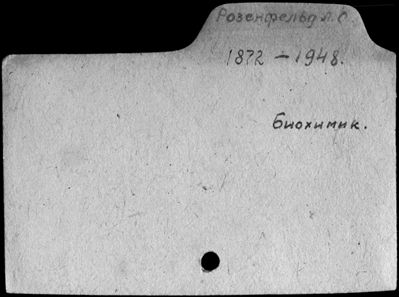 Розенфельд Л.С.
1872 – 1948.
биохимик.